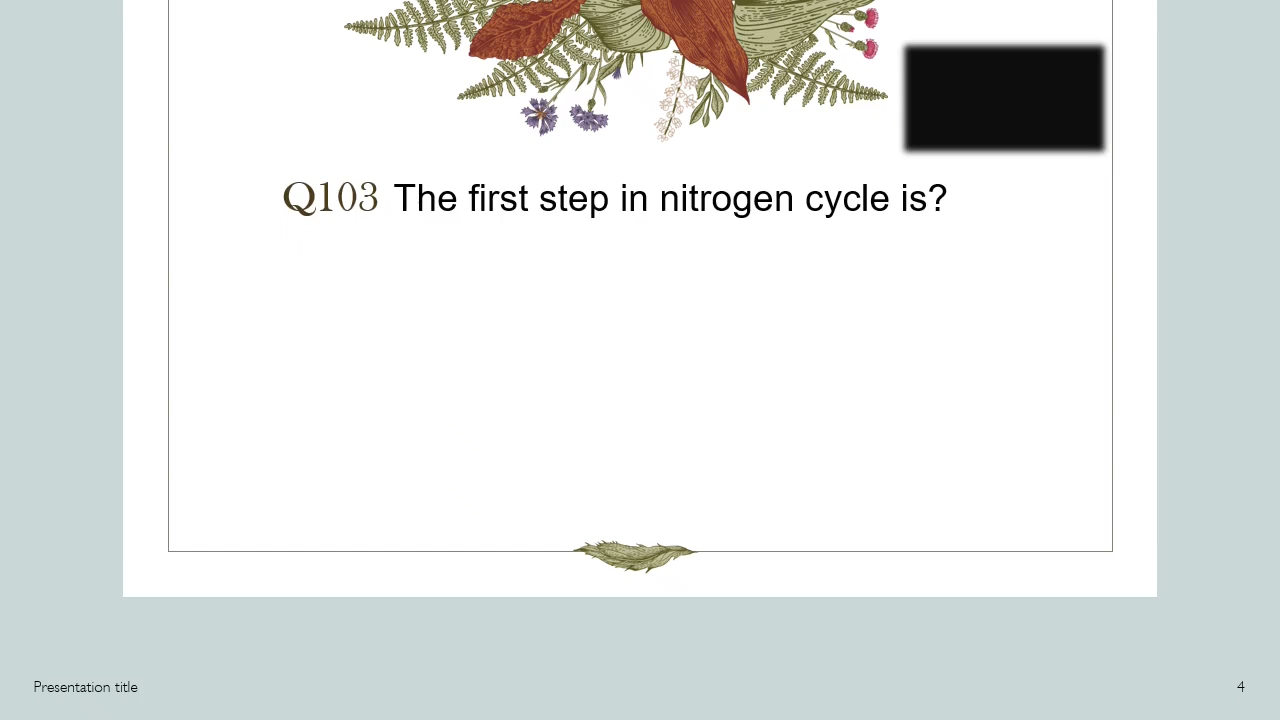 Q103 The first step in nitrogen cycle is?
Presentation title
4